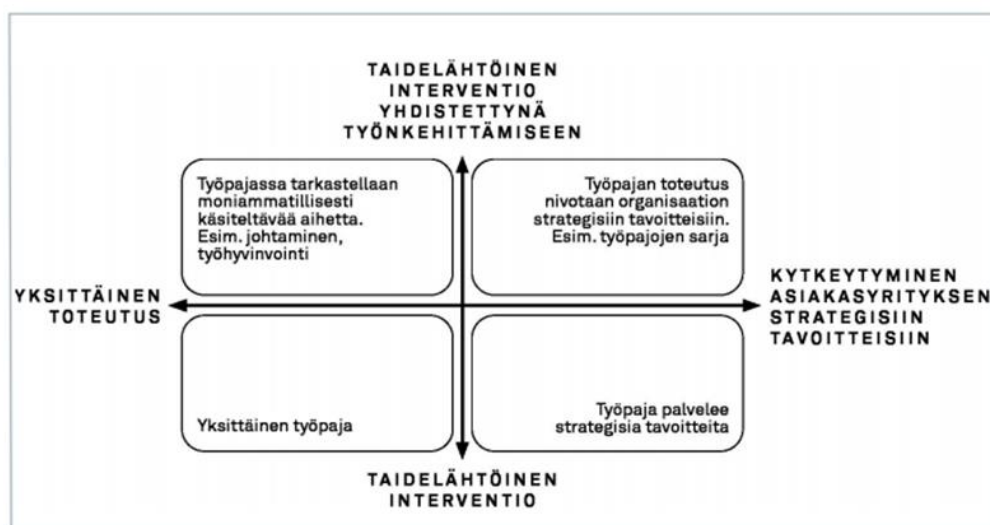 TAIDELÄHTÖINEN
INTERVENTIO
YHDISTETTYNÄ
TYÖNKEHITTÄMISEEN
Työpajassa tarkastellaan
moniammatillisesti
käsiteltävää aihetta.
Esim. johtaminen,
työhyvinvointi
Työpajan toteutus
nivotaan organisaation
strategisiin tavoitteisiin.
Esim. työpajojen sarja
YKSITTÄINEN
TOTEUTUS
KYTKEYTYMINEN
ASIAKASYRITYKSEN
STRATEGISIIN
TAVOITTEISIIN
Yksittäinen työpaja
Työpaja palvelee
strategisia tavoitteita
TAIDELÄHTÖINEN
INTERVENTIO